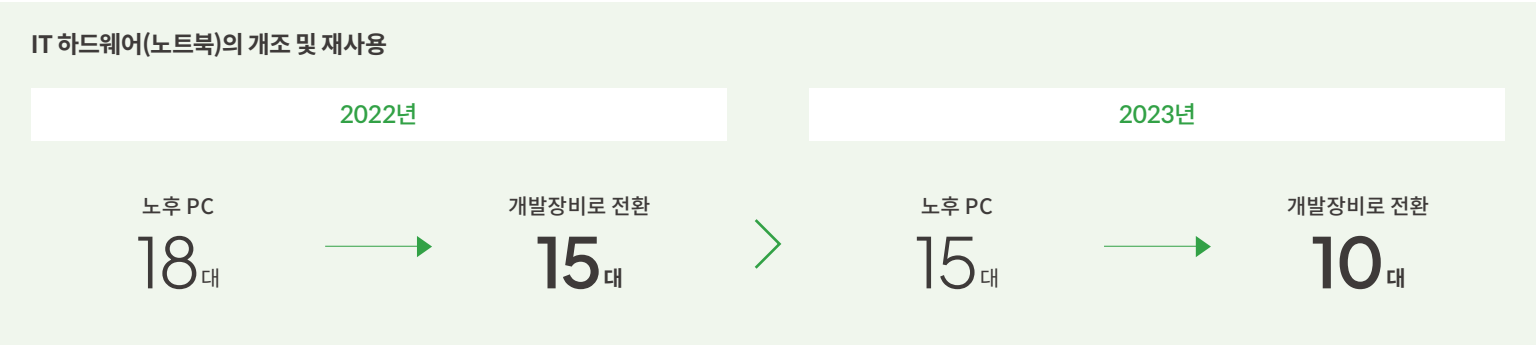 IT 하드웨어(노트북)의 개조 및 재사용
2022년
노후 PC
18대
개발장비로 전환
15대
2023년
노후 PC
15대
개발장비로 전환
10대